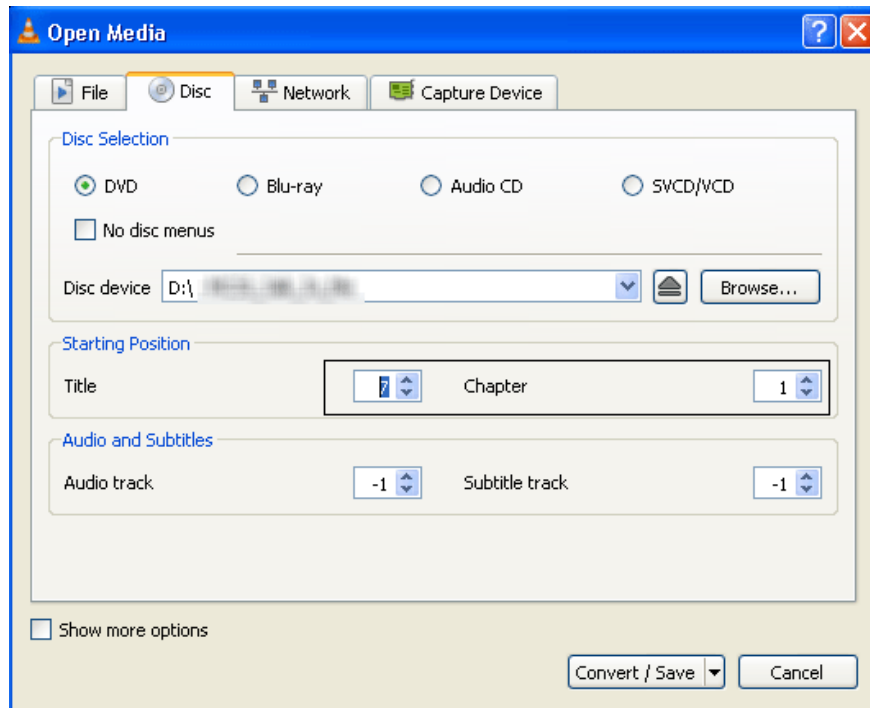 Open Media
File Disc Network Capture Device
Disc Selection
DVD Blu-ray Audio CD SVCD/VCD
No disc menus
Disc device D:\ Browse...
Starting Position
Title 7 Chapter 1
Audio and Subtitles
Audio track -1 Subtitle track -1
Show more options
Convert / Save Cancel